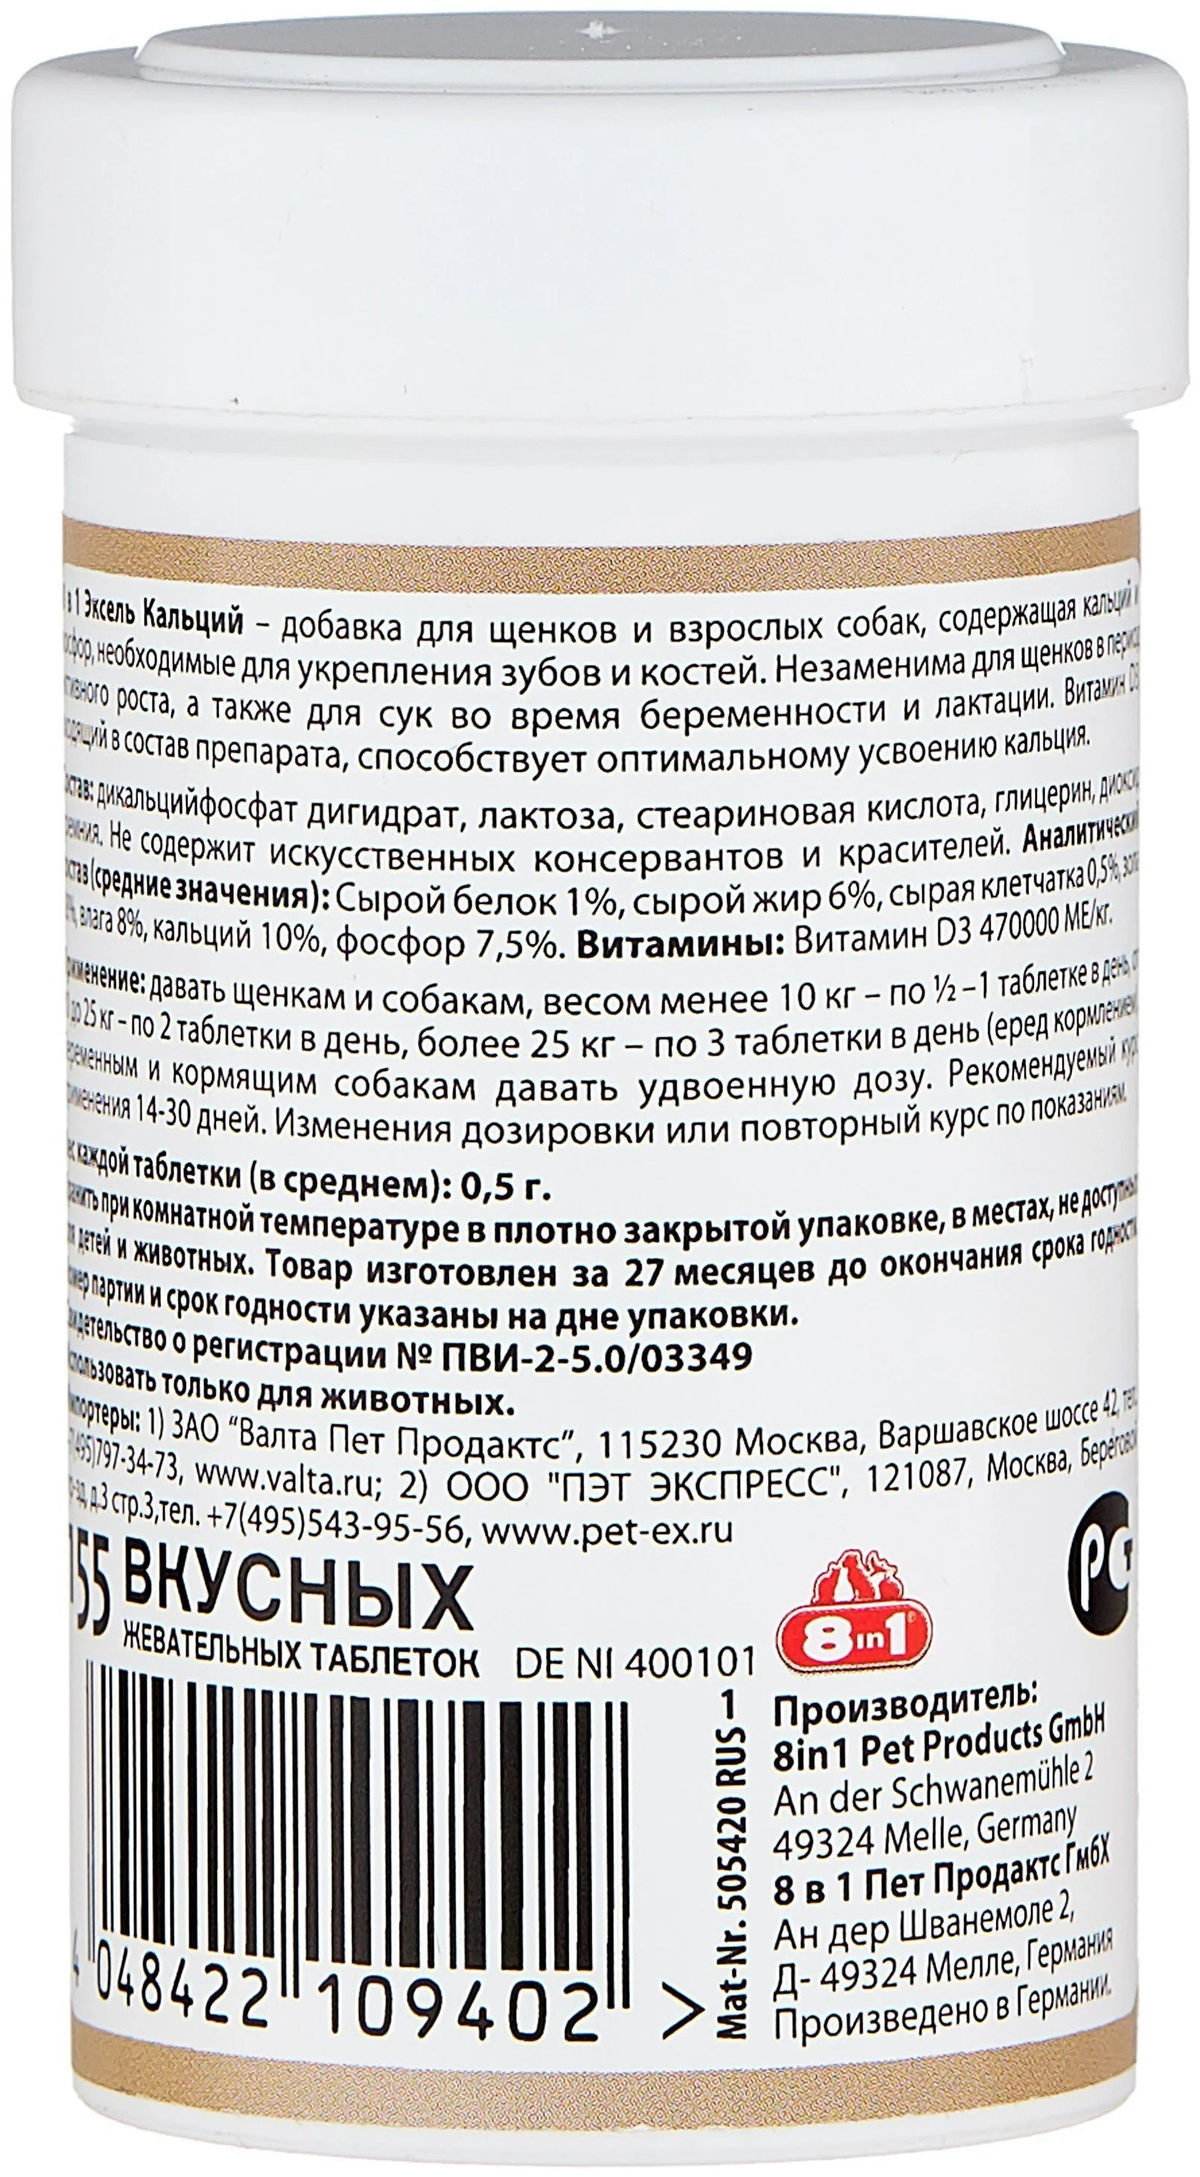 в 1 Эксель Кальций – добавка для щенков и взрослых собак, содержащая кальций и
необходимые для укрепления зубов и костей. Незаменима для щенков в период
роста, а также для сук во время беременности и лактации. Витамин D3,
в состав препарата, способствует оптимальному усвоению кальция.
дикальцийфосфат дигидрат, лактоза, стеариновая кислота, глицерин, диоксид
Не содержит искусственных консервантов и красителей. Аналитический
(средние значения): Сырой белок 1%, сырой жир 6%, сырая клетчатка 0,5%, зола
влага 8%, кальций 10%, фосфор 7,5%. Витамины: Витамин D3 470000 МЕ/кг.
давать щенкам и собакам, весом менее 10 кг – по ½ –1 таблетке в день, от
до 25 кг – по 2 таблетки в день, более 25 кг – по 3 таблетки в день (еред кормлением)
и кормящим собакам давать удвоенную дозу. Рекомендуемый курс
14-30 дней. Изменения дозировки или повторный курс по показаниям.
каждой таблетки (в среднем): 0,5 г.
при комнатной температуре в плотно закрытой упаковке, в местах, не доступных
детей и животных. Товар изготовлен за 27 месяцев до окончания срока годности
партии и срок годности указаны на дне упаковки.
о регистрации № ПВИ-2-5.0/03349
только для животных.
1) ЗАО “Валта Пет Продактс”, 115230 Москва, Варшавское шоссе 42, тел.
(495)797-34-73, www.valta.ru; 2) ООО "ПЭТ ЭКСПРЕСС", 121087, Москва, Береговой
д.3 стр.3,тел. +7(495)543-95-56, www.pet-ex.ru
155 ВКУСНЫХ
ЖЕВАТЕЛЬНЫХ ТАБЛЕТОК
DE NI 400101
8in1
РСТ
Mat-Nr. 505420 RUS – 1
Производитель:
8in1 Pet Products GmbH
An der Schwanemühle 2
49324 Melle, Germany
8 в 1 Пет Продактс ГмбХ
Ан дер Шванемоле 2,
Д- 49324 Мелле, Германия
Произведено в Германии.
4 048422 109402 >